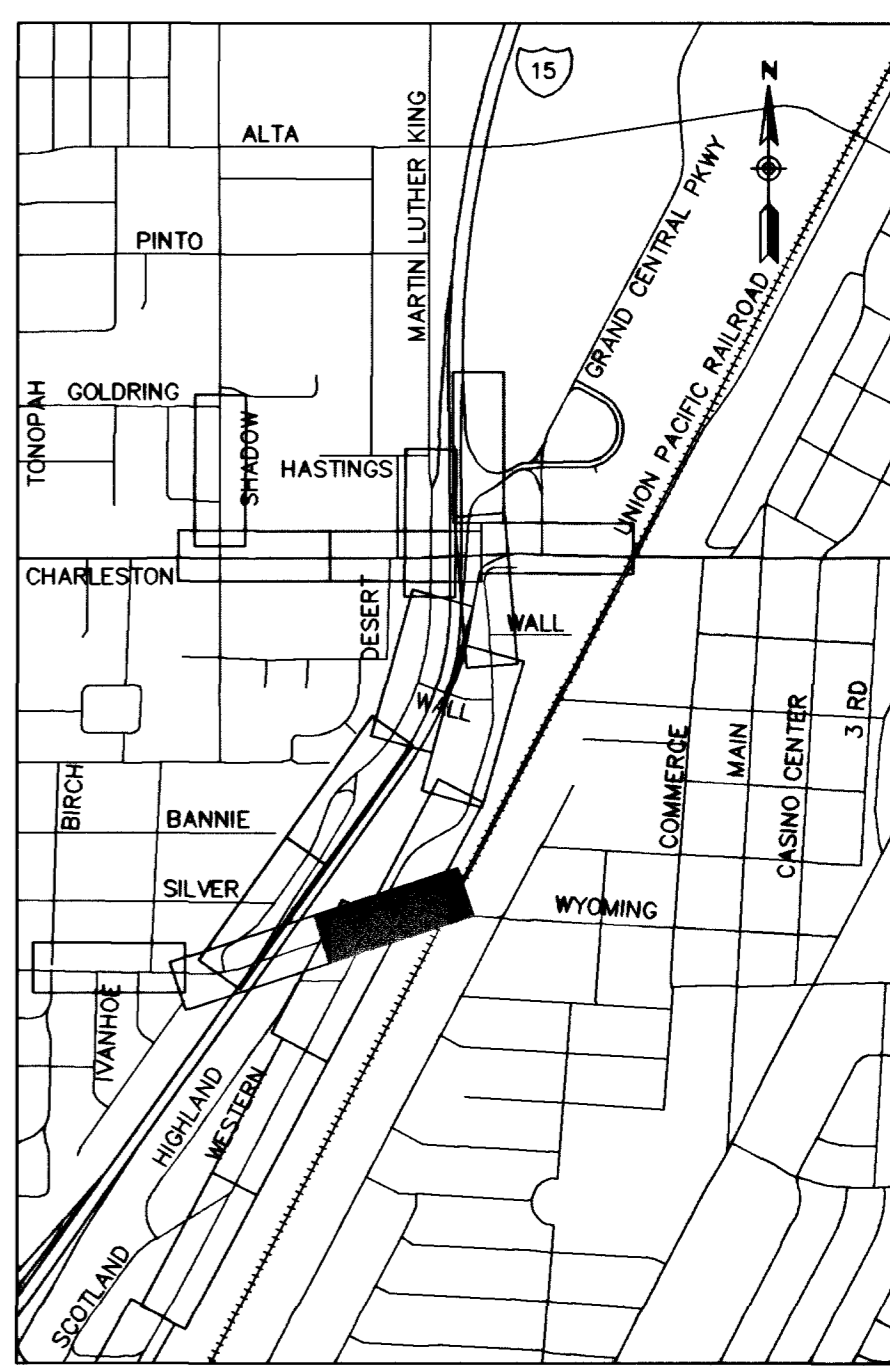 15
N
ALTA
MARTIN LUTHER KING
GRAND CENTRAL PKWY
PINTO
UNION PACIFIC RAILROAD
TONOPAH
GOLDRING
SHADOW
HASTINGS
CHARLESTON
DESERT
WALL
WALL
COMMERCE
MAIN
CASINO CENTER
3 RD
BIRCH
BANNIE
SILVER
WYOMING
IVANHOE
HIGHLAND
WESTERN
SCOTLAND